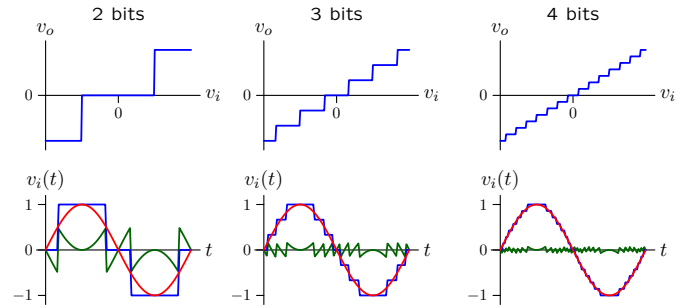 2 bits 3 bits 4 bits
v_o v_o v_o
0 v_i 0 v_i 0 v_i
0 0 0
v_i(t) v_i(t) v_i(t)
1 1 1
0 t 0 t 0 t
−1 −1 −1